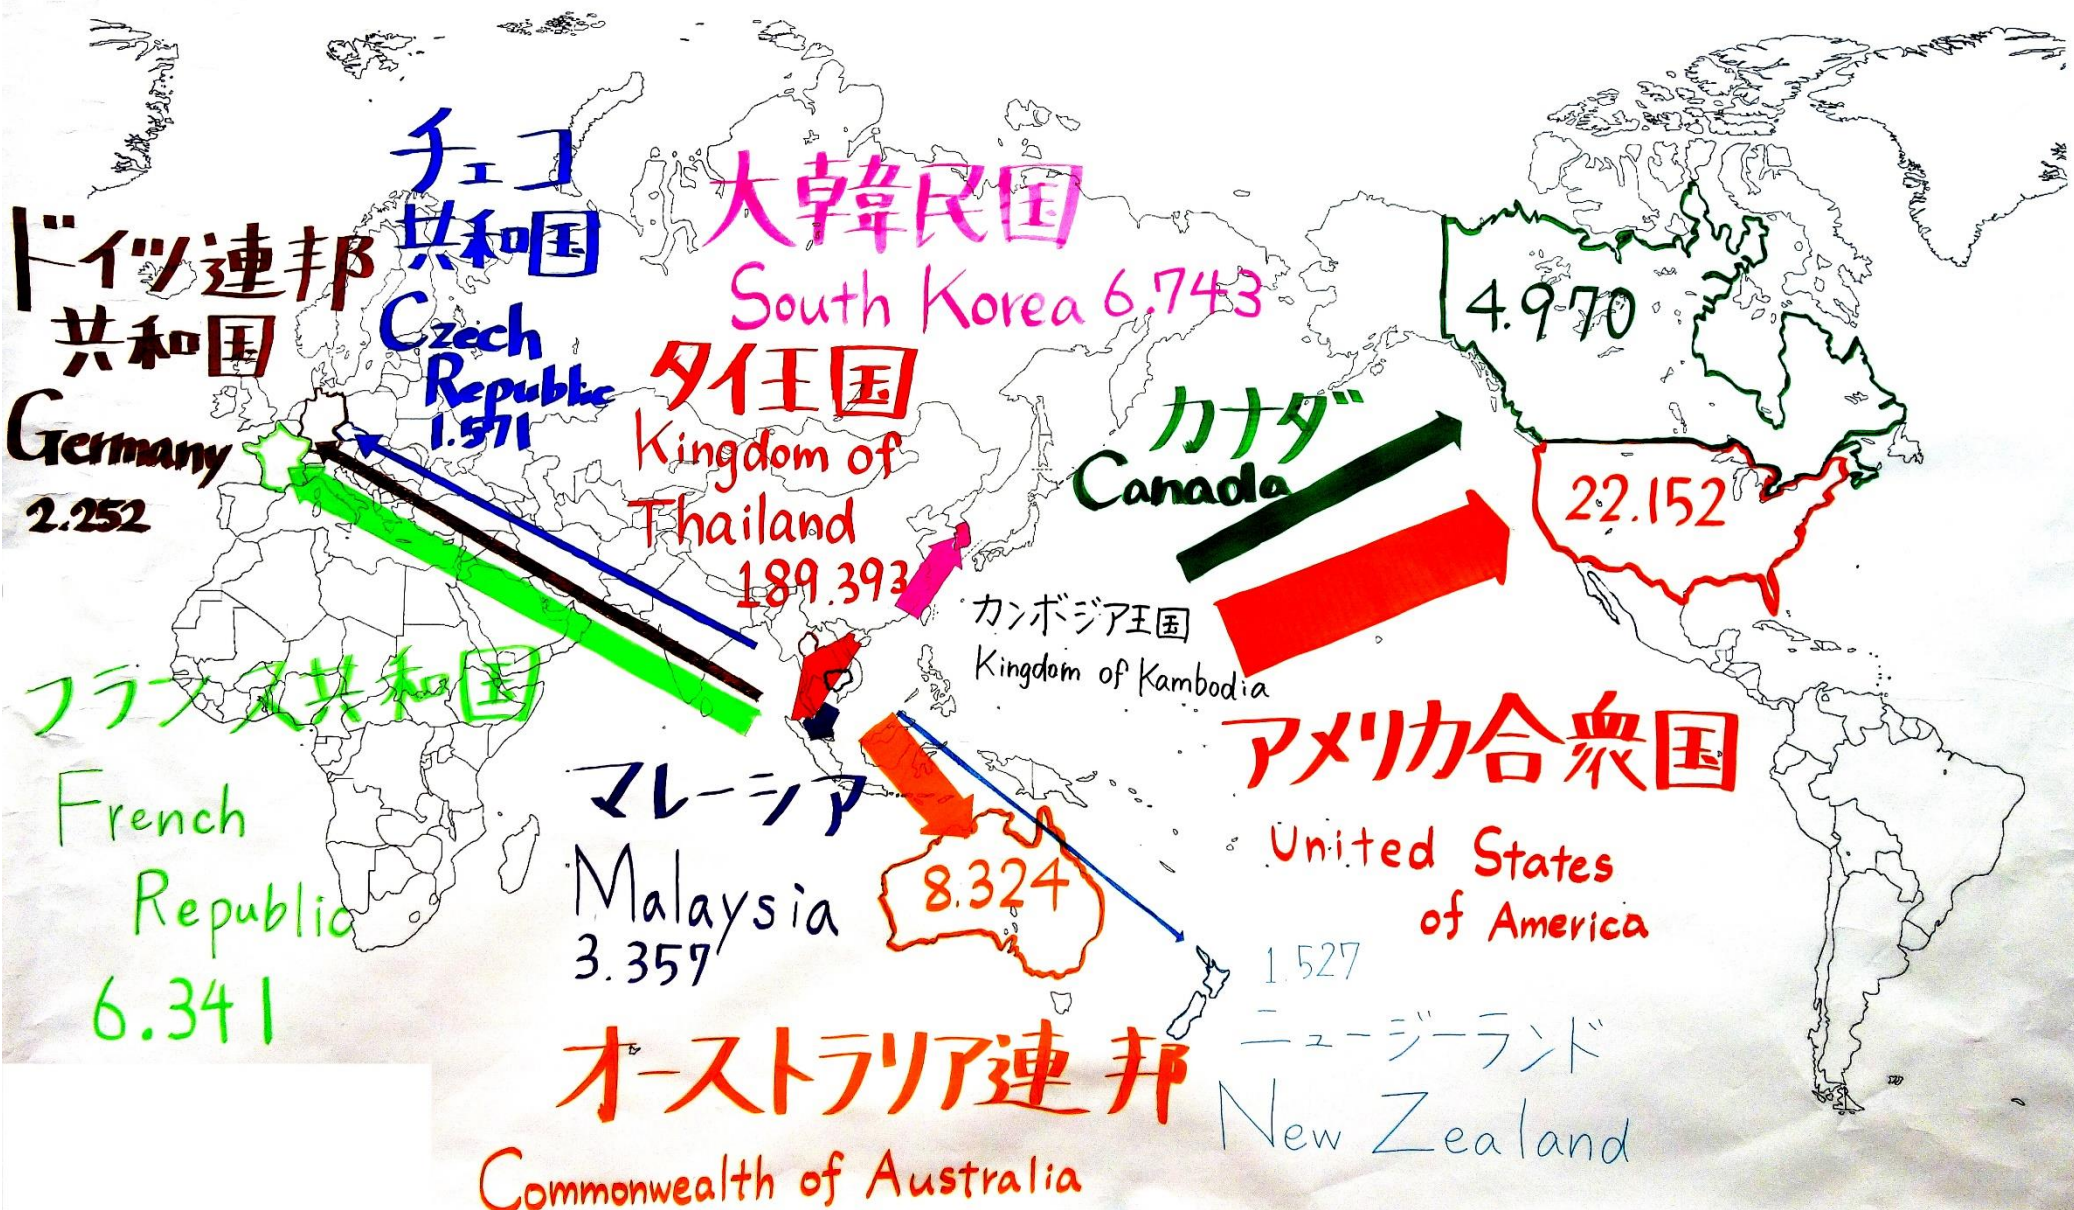 ドイツ連邦
共和国
Germany
2.252
チェコ
共和国
Czech
Republic
1.571
大韓民国
South Korea 6.743
タイ王国
Kingdom of
Thailand
189.393
カナダ
Canada
4.970
22.152
カンボジア王国
Kingdom of Kambodia
フランス共和国
French
Republic
6.341
マレーシア
Malaysia
3.357
8.324
オーストラリア連邦
Commonwealth of Australia
アメリカ合衆国
United States
of America
1.527
ニュージーランド
New Zealand